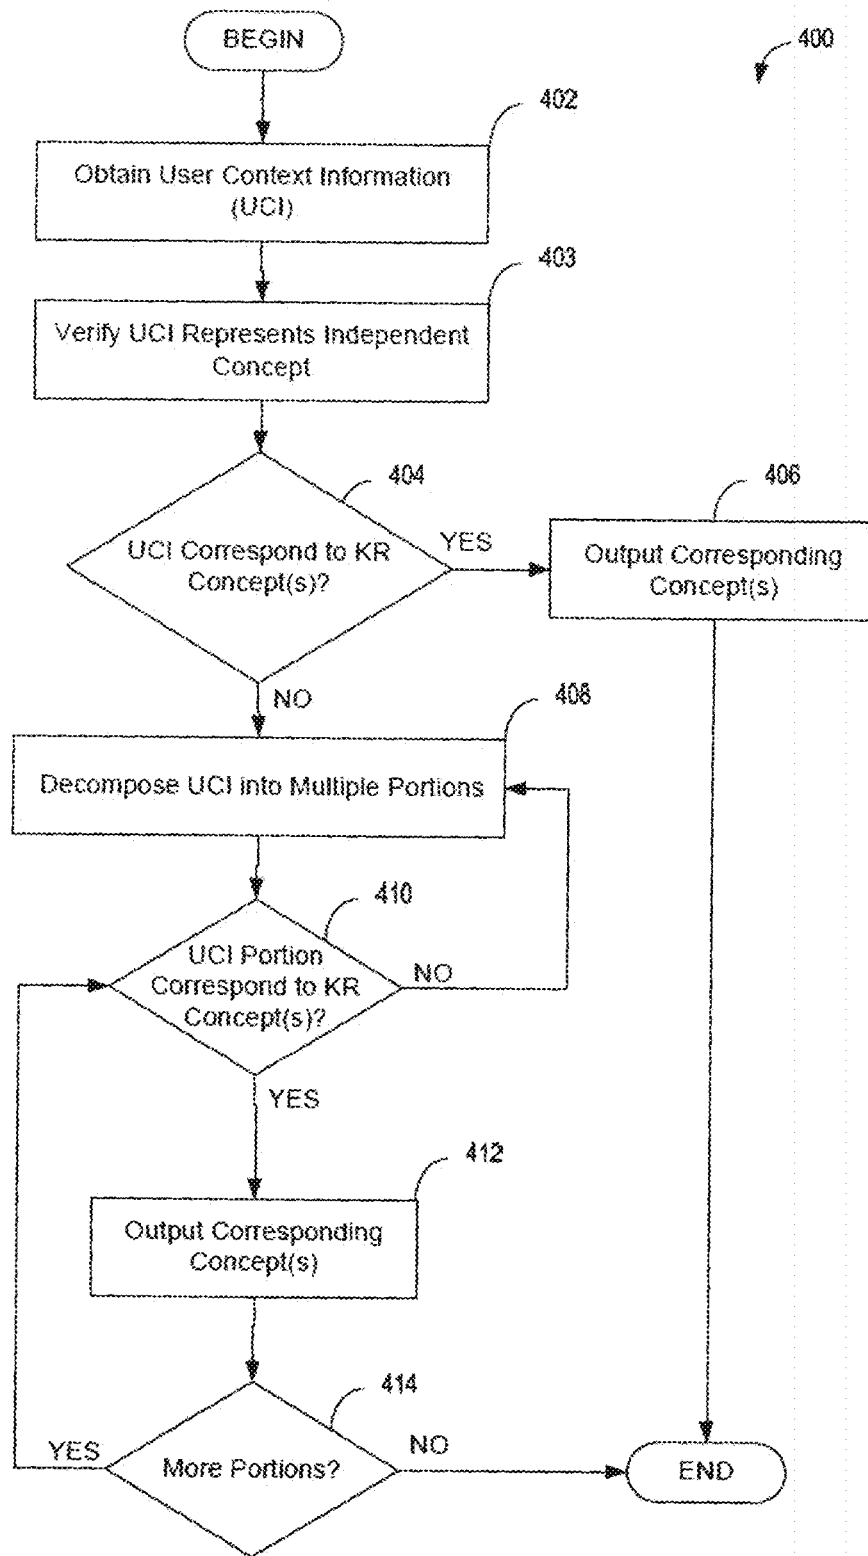 BEGIN
400
402
Obtain User Context Information
(UCI)
403
Verify UCI Represents Independent
Concept
404
UCI Correspond to KR
Concept(s)?
YES
406
Output Corresponding
Concept(s)
NO
408
Decompose UCI into Multiple Portions
410
UCI Portion
Correspond to KR
Concept(s)?
NO
YES
412
Output Corresponding
Concept(s)
414
More Portions?
YES
NO
END